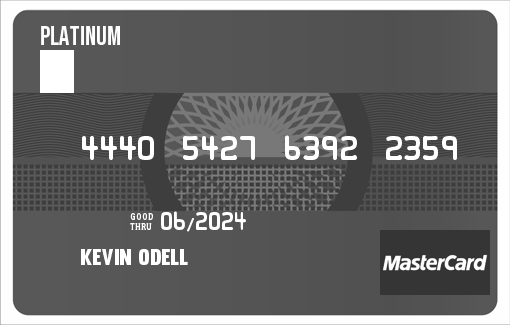 PLATINUM
4440 5427 6392 2359
GOOD THRU 06/2024
KEVIN ODELL
MasterCard